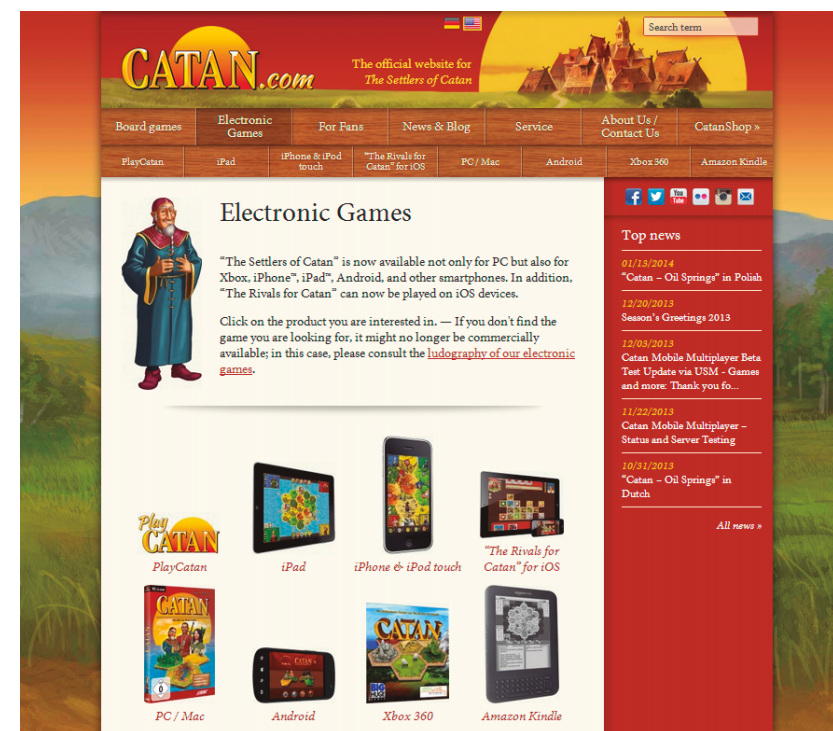 Search term
CATAN.com
The official website for
The Settlers of Catan
Board games
Electronic
Games
For Fans
News & Blog
Service
About Us /
Contact Us
CatanShop »
PlayCatan
iPad
iPhone & iPod
touch
"The Rivals for
Catan" for iOS
PC / Mac
Android
Xbox 360
Amazon Kindle
Electronic Games
"The Settlers of Catan" is now available not only for PC but also for
Xbox, iPhone™, iPad™, Android, and other smartphones. In addition,
"The Rivals for Catan" can now be played on iOS devices.
Click on the product you are interested in. — If you don't find the
game you are looking for, it might no longer be commercially
available; in this case, please consult the ludography of our electronic
games.
You
Tube
Top news
01/13/2014
"Catan – Oil Springs" in Polish
12/20/2013
Season's Greetings 2013
12/03/2013
Catan Mobile Multiplayer Beta
Test Update via USM - Games
and more: Thank you fo...
11/22/2013
Catan Mobile Multiplayer –
Status and Server Testing
10/31/2013
"Catan – Oil Springs" in
Dutch
All news »
Play
CATAN
PlayCatan
iPad
iPhone & iPod touch
"The Rivals for
Catan" for iOS
CATAN
PC / Mac
CATAN
Android
CATAN
Xbox 360
Amazon Kindle